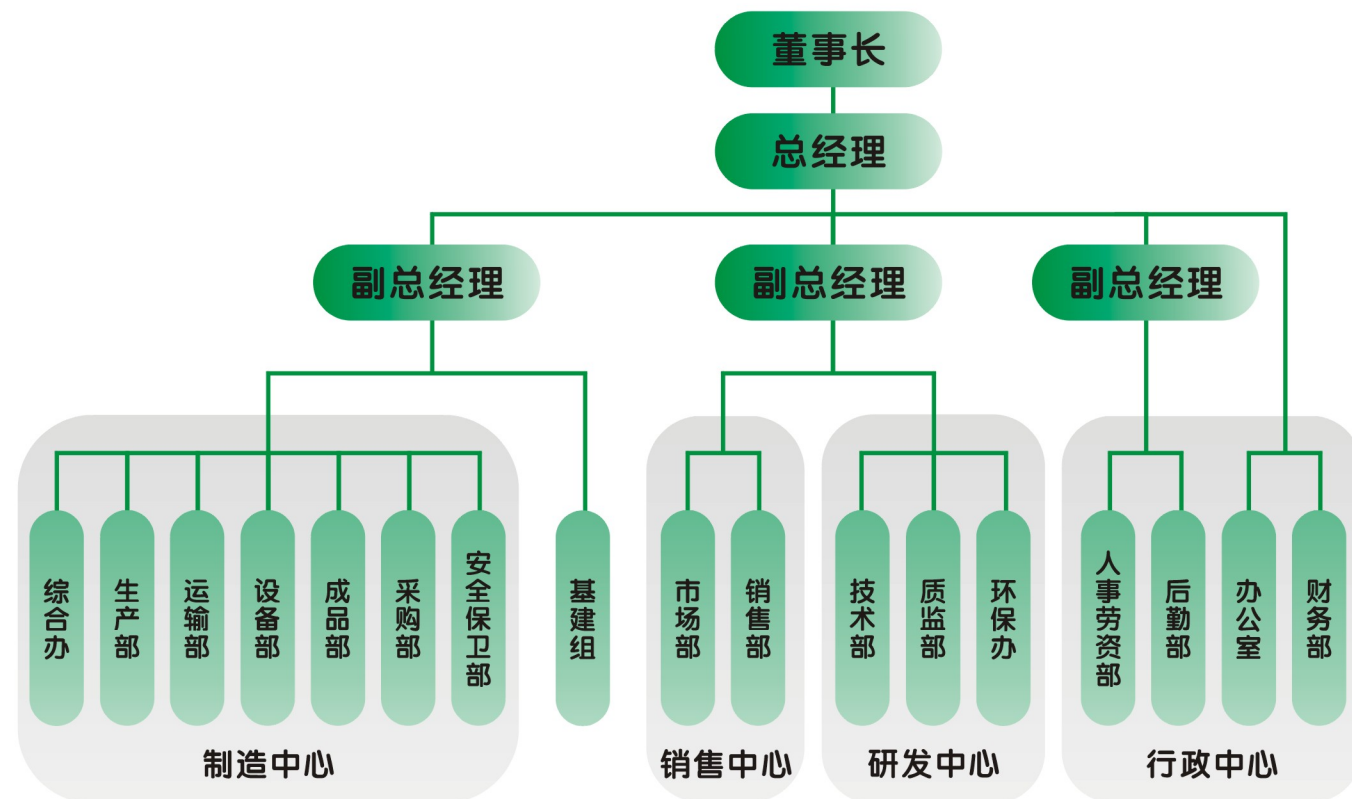 董事长
总经理
副总经理
副总经理
副总经理
综合办
生产部
运输部
设备部
成品部
采购部
安全保卫部
基建组
市场部
销售部
技术部
质监部
环保办
人事劳资部
后勤部
办公室
财务部
制造中心
销售中心
研发中心
行政中心